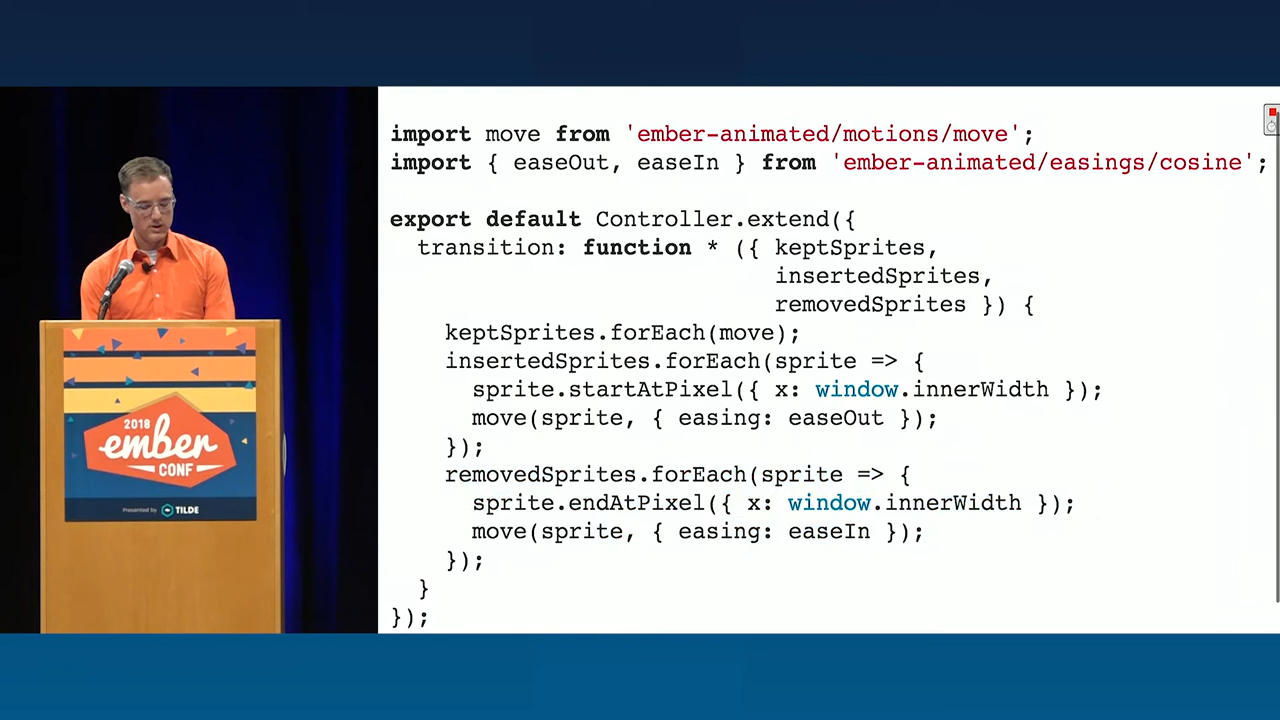 import move from 'ember-animated/motions/move';
import { easeOut, easeIn } from 'ember-animated/easings/cosine';
export default Controller.extend({
transition: function * ({ keptSprites,
insertedSprites,
removedSprites }) {
keptSprites.forEach(move);
insertedSprites.forEach(sprite => {
sprite.startAtPixel({ x: window.innerWidth });
move(sprite, { easing: easeOut });
});
removedSprites.forEach(sprite => {
sprite.endAtPixel({ x: window.innerWidth });
move(sprite, { easing: easeIn });
});
}
});
2018
ember
CONF
Presented by TILDE